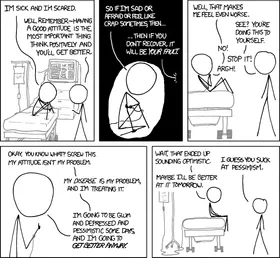 I'M SICK AND I'M SCARED.
WELL, REMEMBER—HAVING
A GOOD ATTITUDE IS THE
MOST IMPORTANT THING.
THINK POSITIVELY AND
YOU'LL GET BETTER.
SO IF I'M SAD OR
AFRAID OR FEEL LIKE
CRAP SOMETIMES, THEN...
...THEN IF YOU
DON'T RECOVER, IT
WILL BE YOUR FAULT.
WELL, THAT MAKES
ME FEEL EVEN WORSE.
NO!
SEE? YOU'RE
DOING THIS TO
YOURSELF.
STOP IT!
ARGH!
OKAY, YOU KNOW WHAT? SCREW THIS.
MY ATTITUDE ISN'T MY PROBLEM.
MY DISEASE IS MY PROBLEM,
AND I'M TREATING IT.
I'M GOING TO BE GLUM
AND DEPRESSED AND
PESSIMISTIC SOME DAYS,
AND I'M GOING TO
GET BETTER ANYWAY.
WAIT, THAT ENDED UP
SOUNDING OPTIMISTIC.
MAYBE I'LL BE BETTER
AT IT TOMORROW.
I GUESS YOU SUCK
AT PESSIMISM.